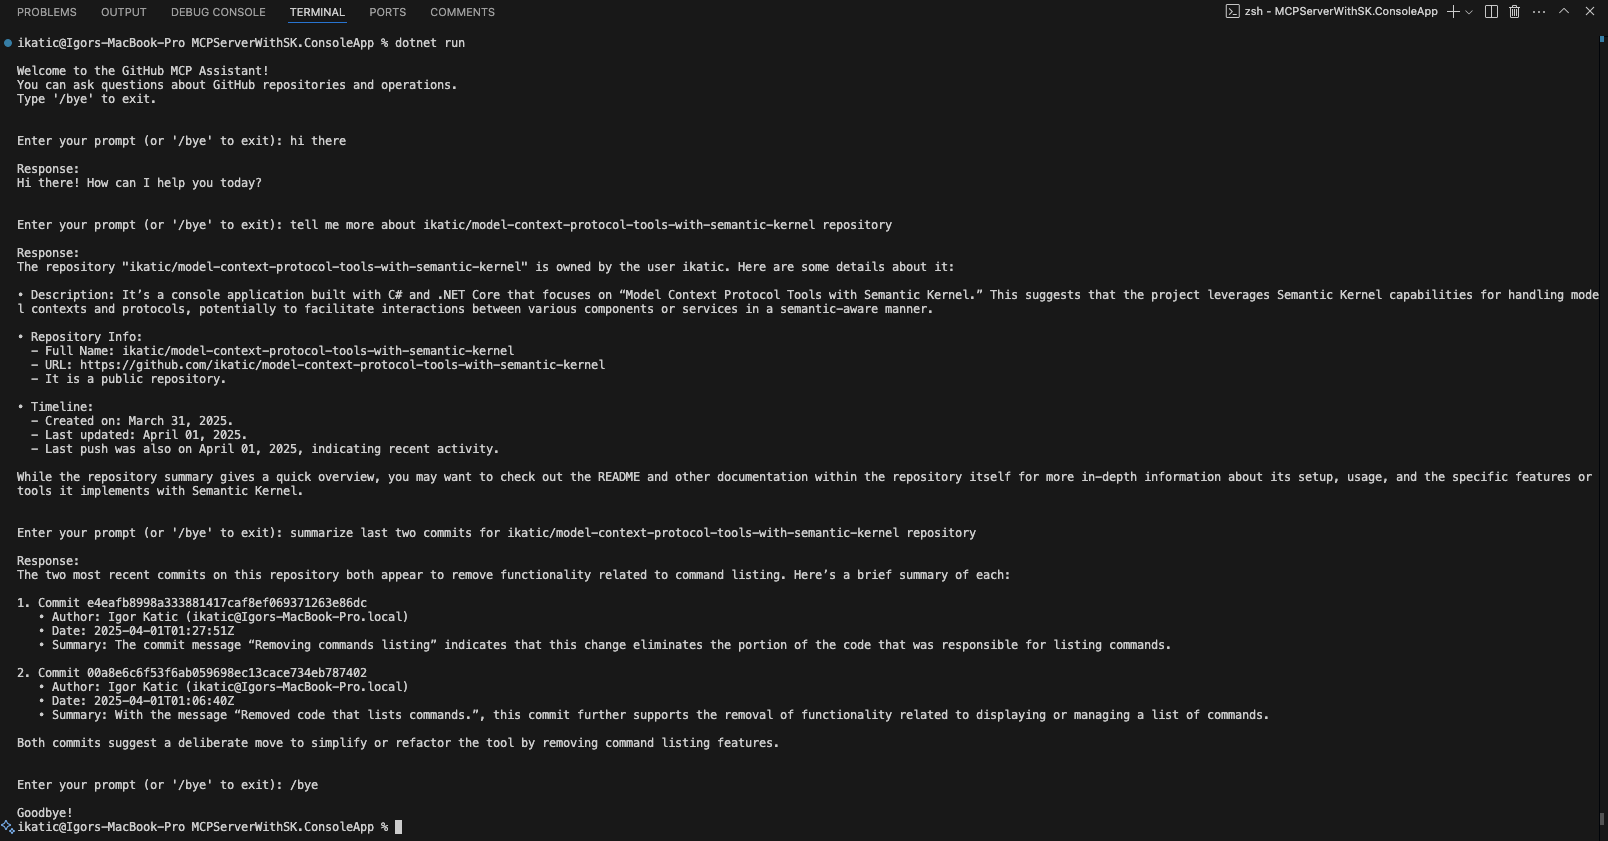 PROBLEMS OUTPUT DEBUG CONSOLE TERMINAL PORTS COMMENTS zsh - MCPServerWithSK.ConsoleApp
ikatic@Igors-MacBook-Pro MCPServerWithSK.ConsoleApp % dotnet run
Welcome to the GitHub MCP Assistant!
You can ask questions about GitHub repositories and operations.
Type '/bye' to exit.
Enter your prompt (or '/bye' to exit): hi there
Response:
Hi there! How can I help you today?
Enter your prompt (or '/bye' to exit): tell me more about ikatic/model-context-protocol-tools-with-semantic-kernel repository
Response:
The repository "ikatic/model-context-protocol-tools-with-semantic-kernel" is owned by the user ikatic. Here are some details about it:
• Description: It’s a console application built with C# and .NET Core that focuses on “Model Context Protocol Tools with Semantic Kernel.” This suggests that the project leverages Semantic Kernel capabilities for handling mode
l contexts and protocols, potentially to facilitate interactions between various components or services in a semantic-aware manner.
• Repository Info:
– Full Name: ikatic/model-context-protocol-tools-with-semantic-kernel
– URL: https://github.com/ikatic/model-context-protocol-tools-with-semantic-kernel
– It is a public repository.
• Timeline:
– Created on: March 31, 2025.
– Last updated: April 01, 2025.
– Last push was also on April 01, 2025, indicating recent activity.
While the repository summary gives a quick overview, you may want to check out the README and other documentation within the repository itself for more in-depth information about its setup, usage, and the specific features or
tools it implements with Semantic Kernel.
Enter your prompt (or '/bye' to exit): summarize last two commits for ikatic/model-context-protocol-tools-with-semantic-kernel repository
Response:
The two most recent commits on this repository both appear to remove functionality related to command listing. Here’s a brief summary of each:
1. Commit e4eafb8998a333881417caf8ef069371263e86dc
• Author: Igor Katic (ikatic@Igors-MacBook-Pro.local)
• Date: 2025-04-01T01:27:51Z
• Summary: The commit message “Removing commands listing” indicates that this change eliminates the portion of the code that was responsible for listing commands.
2. Commit 00a8e6c6f53f6ab059698ec13cace734eb787402
• Author: Igor Katic (ikatic@Igors-MacBook-Pro.local)
• Date: 2025-04-01T01:06:40Z
• Summary: With the message “Removed code that lists commands.”, this commit further supports the removal of functionality related to displaying or managing a list of commands.
Both commits suggest a deliberate move to simplify or refactor the tool by removing command listing features.
Enter your prompt (or '/bye' to exit): /bye
Goodbye!
ikatic@Igors-MacBook-Pro MCPServerWithSK.ConsoleApp %